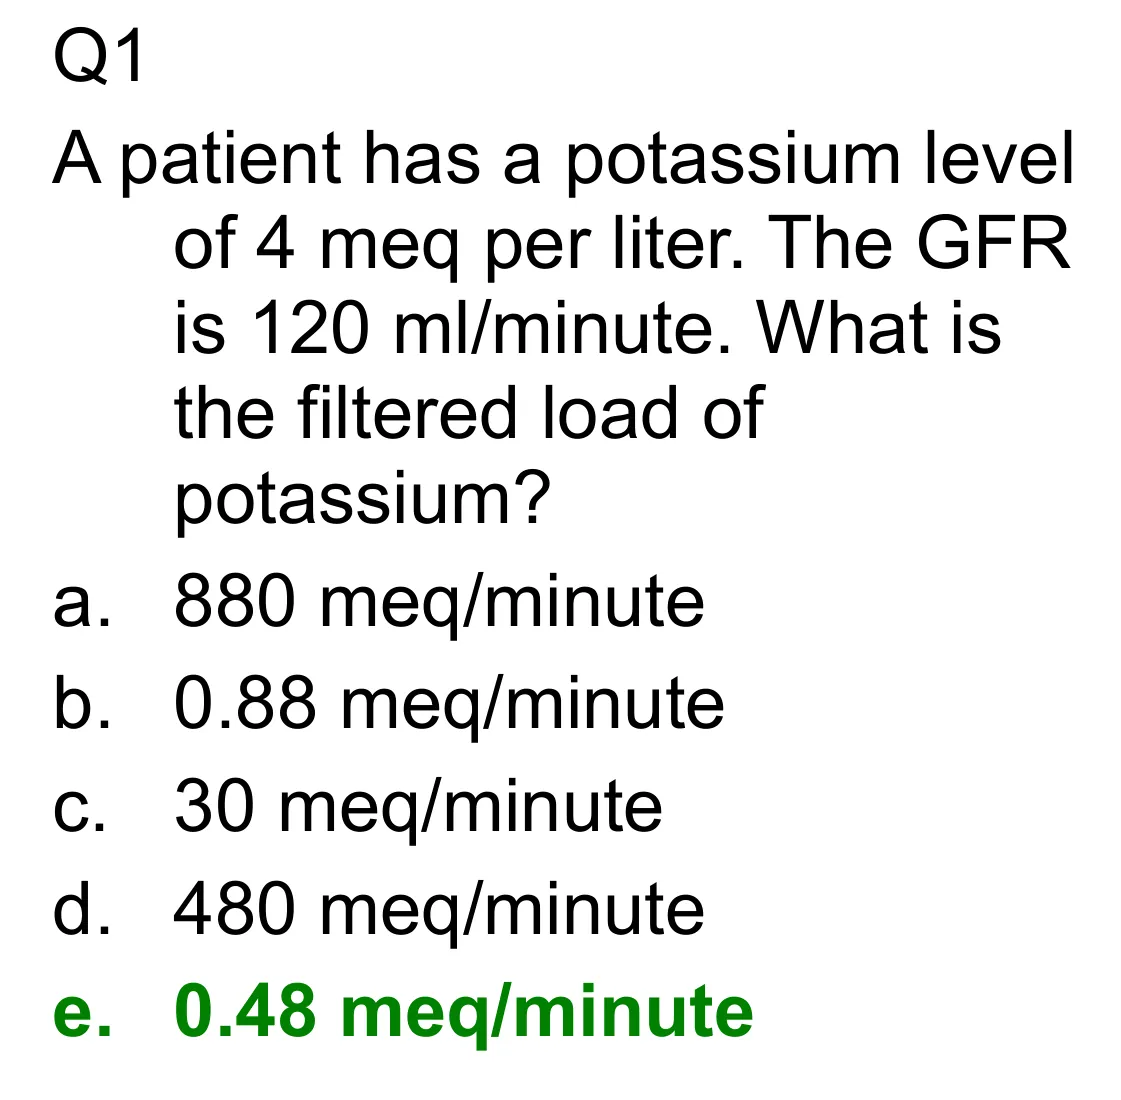 Q1
A patient has a potassium level
of 4 meq per liter. The GFR
is 120 ml/minute. What is
the filtered load of
potassium?
a. 880 meq/minute
b. 0.88 meq/minute
c. 30 meq/minute
d. 480 meq/minute
e. 0.48 meq/minute